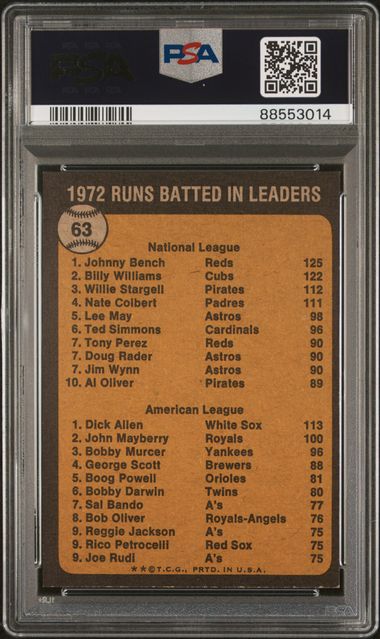 PSA
PSA
88553014
1972 RUNS BATTED IN LEADERS
63
National League
1. Johnny Bench Reds 125
2. Billy Williams Cubs 122
3. Willie Stargell Pirates 112
4. Nate Colbert Padres 111
5. Lee May Astros 98
6. Ted Simmons Cardinals 96
7. Tony Perez Reds 90
7. Doug Rader Astros 90
7. Jim Wynn Astros 90
10. Al Oliver Pirates 89
American League
1. Dick Allen White Sox 113
2. John Mayberry Royals 100
3. Bobby Murcer Yankees 96
4. George Scott Brewers 88
5. Boog Powell Orioles 81
6. Bobby Darwin Twins 80
7. Sal Bando A's 77
8. Bob Oliver Royals-Angels 76
9. Reggie Jackson A's 75
9. Rico Petrocelli Red Sox 75
9. Joe Rudi A's 75
**©T.C.G., PRTD. IN U.S.A.